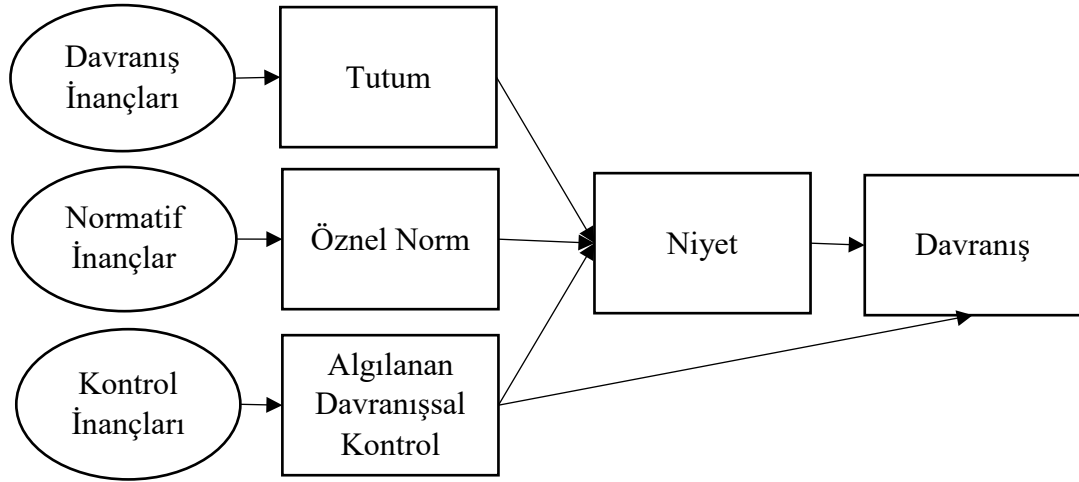 Davranış
İnançları
Tutum
Normatif
İnançlar
Öznel Norm
Niyet
Davranış
Kontrol
İnançları
Algılanan
Davranışsal
Kontrol